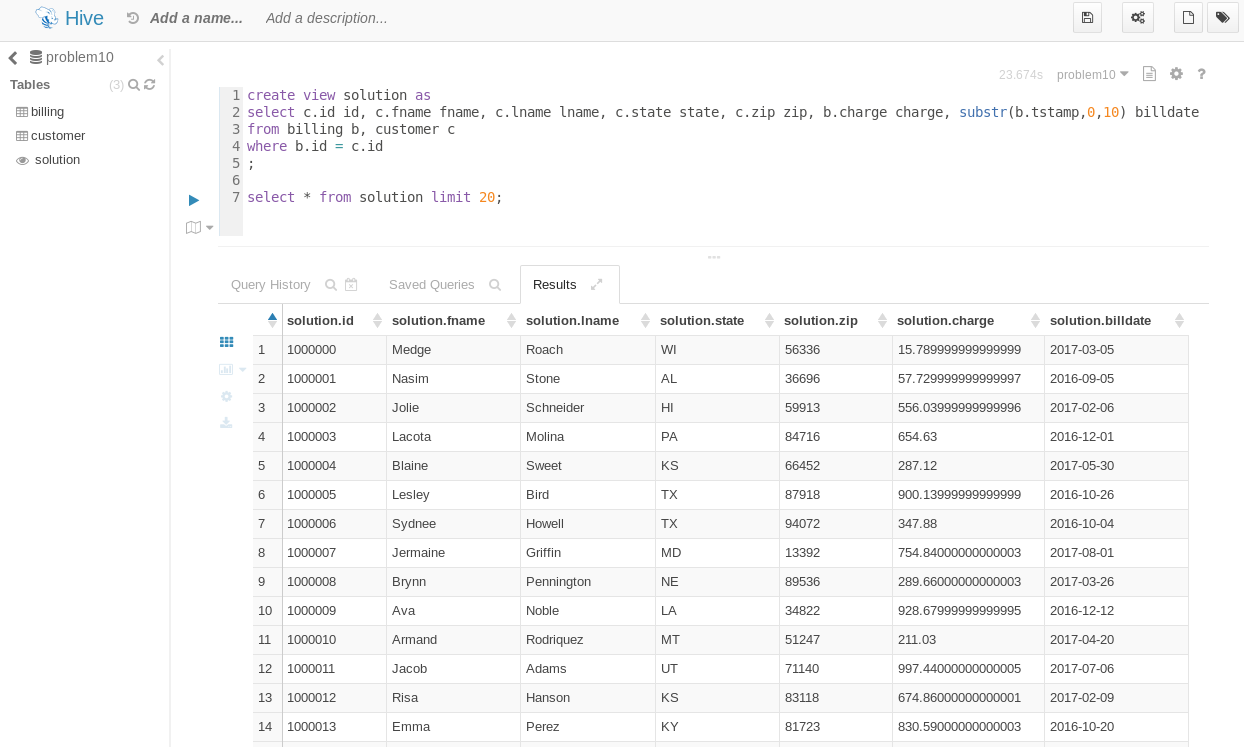 Hive Add a name... Add a description...
problem10
Tables (3)
billing
customer
solution
23.674s problem10 ?
1 create view solution as
2 select c.id id, c.fname fname, c.lname lname, c.state state, c.zip zip, b.charge charge, substr(b.tstamp,0,10) billdate
3 from billing b, customer c
4 where b.id = c.id
5 ;
6
7 select * from solution limit 20;
Query History Saved Queries Results
solution.id solution.fname solution.lname solution.state solution.zip solution.charge solution.billdate
1 1000000 Medge Roach WI 56336 15.789999999999999 2017-03-05
2 1000001 Nasim Stone AL 36696 57.729999999999997 2016-09-05
3 1000002 Jolie Schneider HI 59913 556.03999999999996 2017-02-06
4 1000003 Lacota Molina PA 84716 654.63 2016-12-01
5 1000004 Blaine Sweet KS 66452 287.12 2017-05-30
6 1000005 Lesley Bird TX 87918 900.13999999999999 2016-10-26
7 1000006 Sydnee Howell TX 94072 347.88 2016-10-04
8 1000007 Jermaine Griffin MD 13392 754.84000000000003 2017-08-01
9 1000008 Brynn Pennington NE 89536 289.66000000000003 2017-03-26
10 1000009 Ava Noble LA 34822 928.67999999999995 2016-12-12
11 1000010 Armand Rodriquez MT 51247 211.03 2017-04-20
12 1000011 Jacob Adams UT 71140 997.44000000000005 2017-07-06
13 1000012 Risa Hanson KS 83118 674.86000000000001 2017-02-09
14 1000013 Emma Perez KY 81723 830.59000000000003 2016-10-20